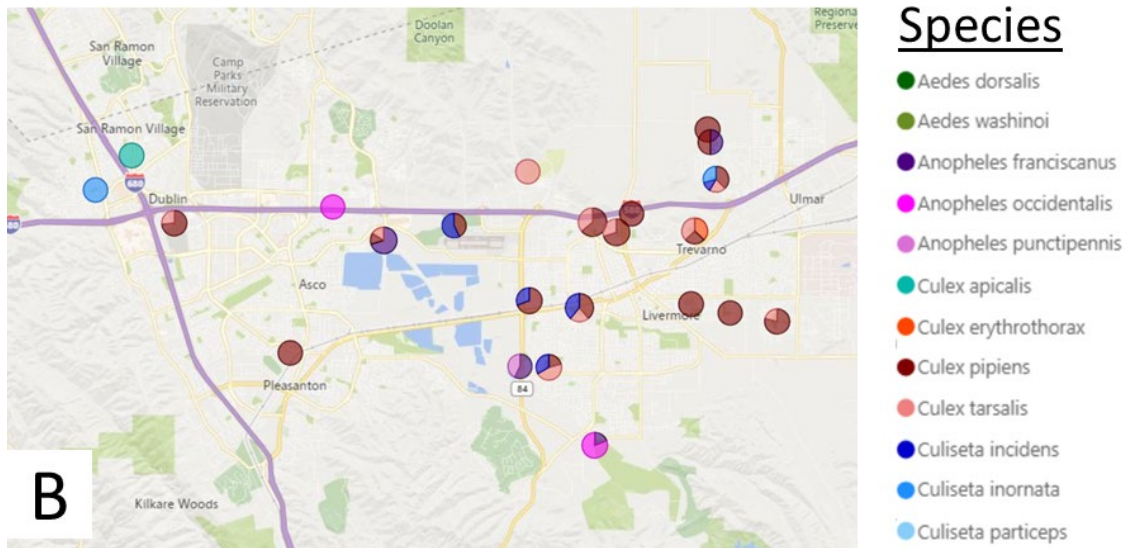 Doolan
Canyon
Regiona
Preserve
San Ramon
Village
Camp
Parks
Military
Reservation
San Ramon Village
680
Dublin
Ulmar
Trevarno
Asco
Livermore
Pleasanton
84
Kilkare Woods
B
Species
Aedes dorsalis
Aedes washinoi
Anopheles franciscanus
Anopheles occidentalis
Anopheles punctipennis
Culex apicalis
Culex erythrothorax
Culex pipiens
Culex tarsalis
Culiseta incidens
Culiseta inornata
Culiseta particeps